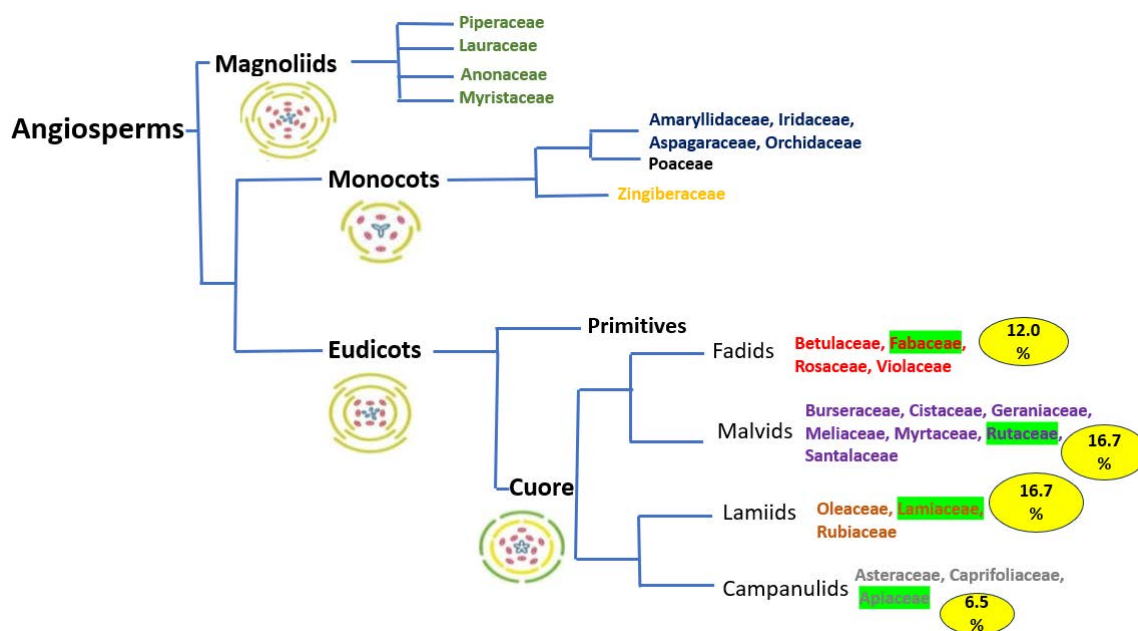 Piperaceae
Lauraceae
Magnoliids
Anonaceae
Myristaceae
Angiosperms
Amaryllidaceae, Iridaceae,
Aspagaraceae, Orchidaceae
Poaceae
Monocots
Zingiberaceae
Primitives
Eudicots
Fadids
Betulaceae, Fabaceae,
Rosaceae, Violaceae
12.0
%
Malvids
Burseraceae, Cistaceae, Geraniaceae,
Meliaceae, Myrtaceae, Rutaceae,
Santalaceae
16.7
%
Cuore
Lamiids
Oleaceae, Lamiaceae,
Rubiaceae
16.7
%
Campanulids
Asteraceae, Caprifoliaceae,
Apiaceae
6.5
%